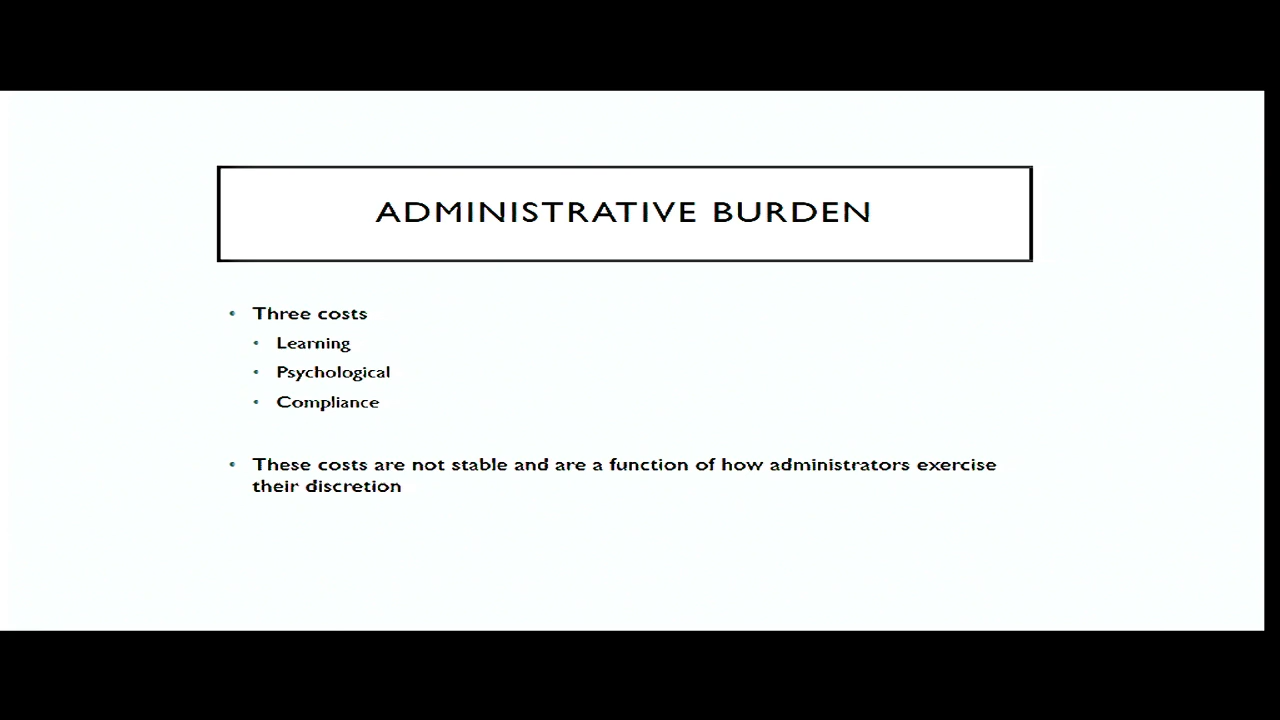 ADMINISTRATIVE BURDEN
• Three costs
• Learning
• Psychological
• Compliance
• These costs are not stable and are a function of how administrators exercise
their discretion